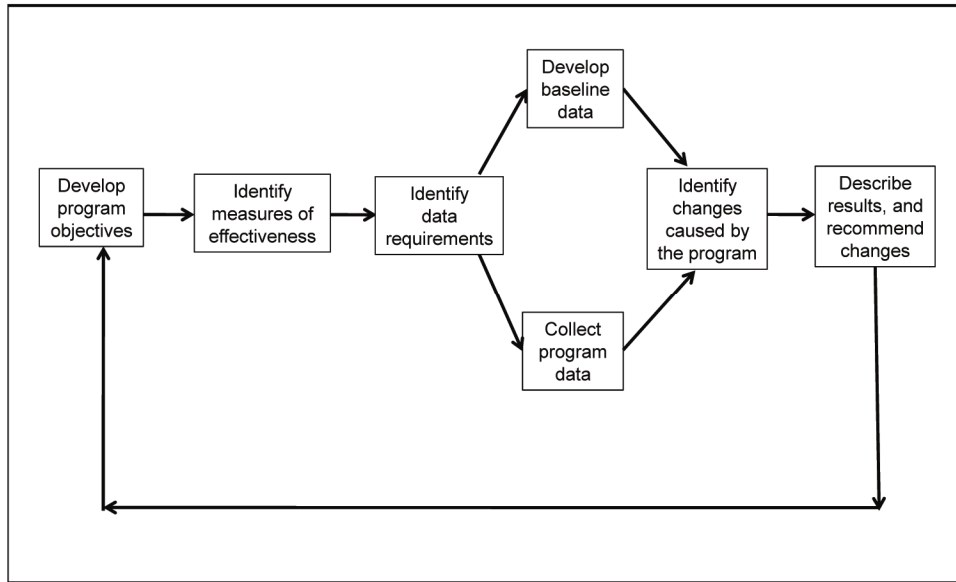 Develop
program
objectives
Identify
measures of
effectiveness
Identify
data
requirements
Develop
baseline
data
Collect
program
data
Identify
changes
caused by
the program
Describe
results, and
recommend
changes